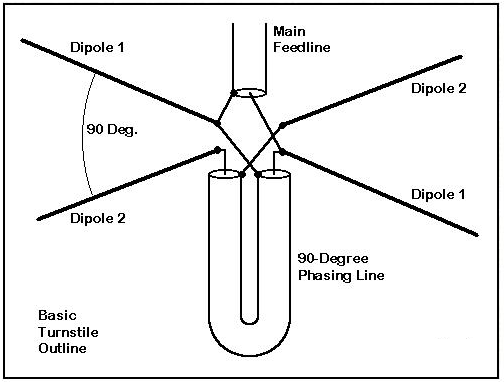 Main
Feedline
Dipole 1
Dipole 2
90 Deg.
Dipole 1
Dipole 2
90-Degree
Phasing Line
Basic
Turnstile
Outline